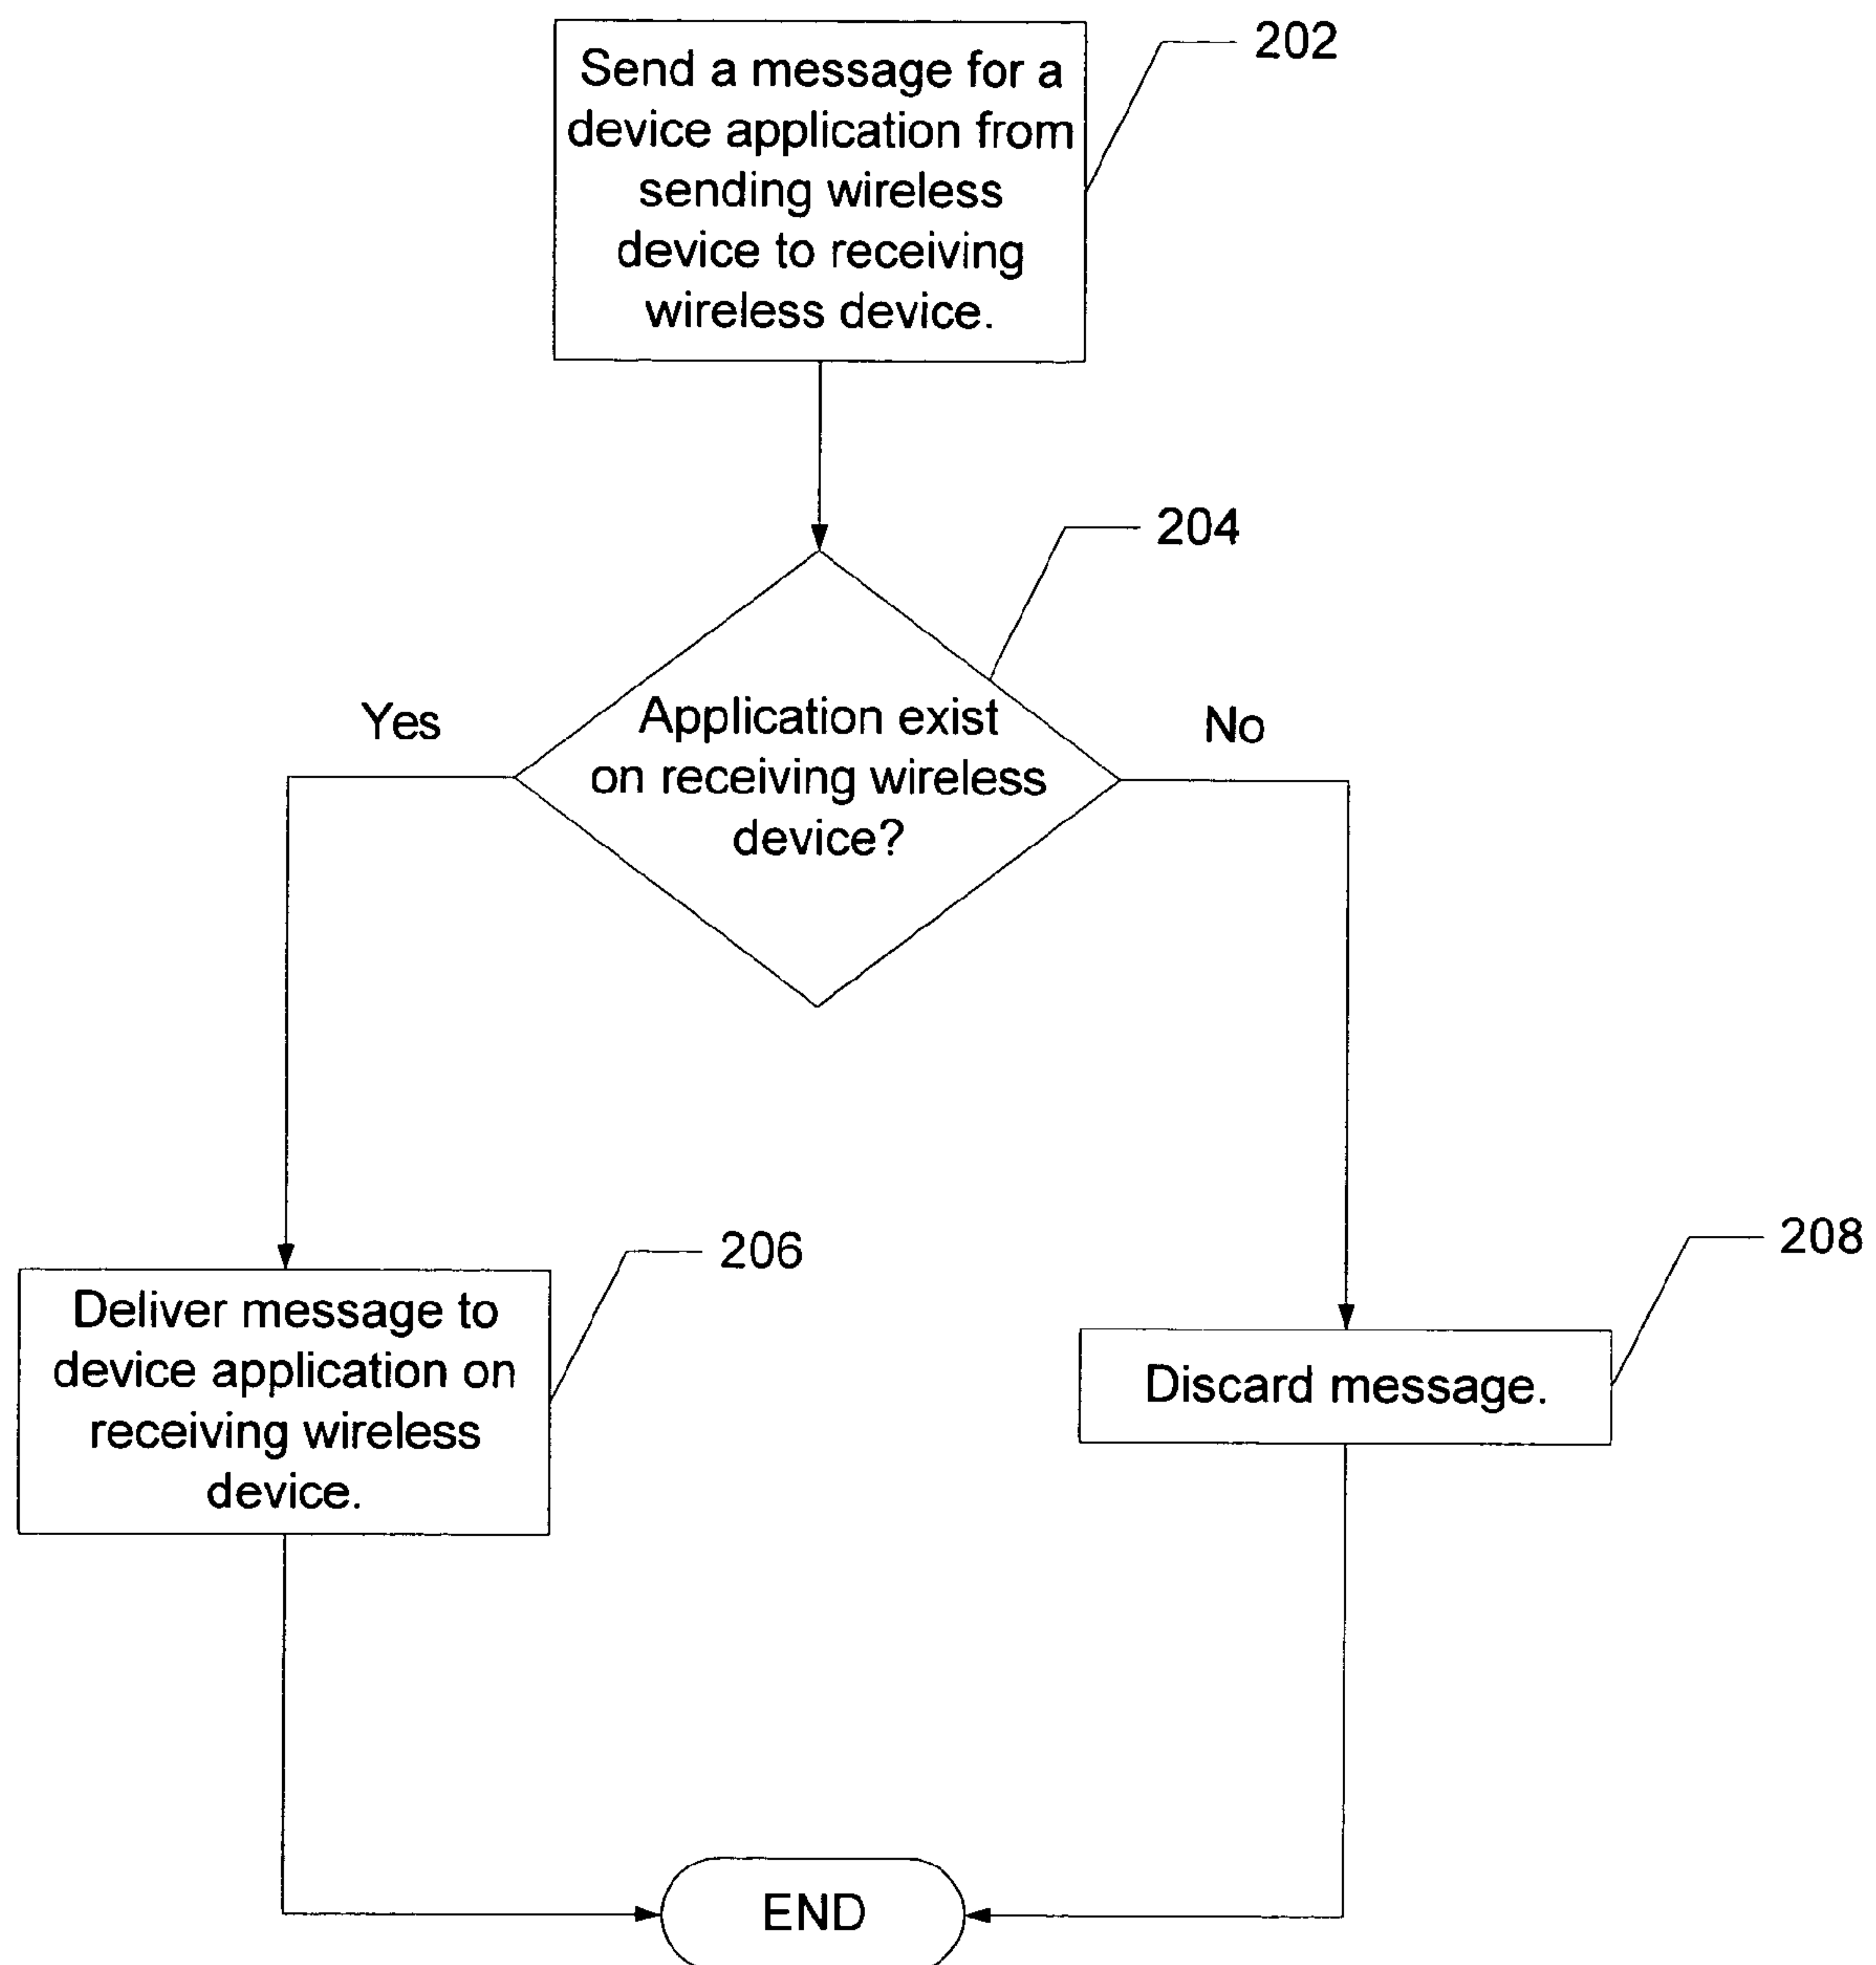 202
Send a message for a
device application from
sending wireless
device to receiving
wireless device.
204
Yes
Application exist
on receiving wireless
device?
No
206
Deliver message to
device application on
receiving wireless
device.
208
Discard message.
END